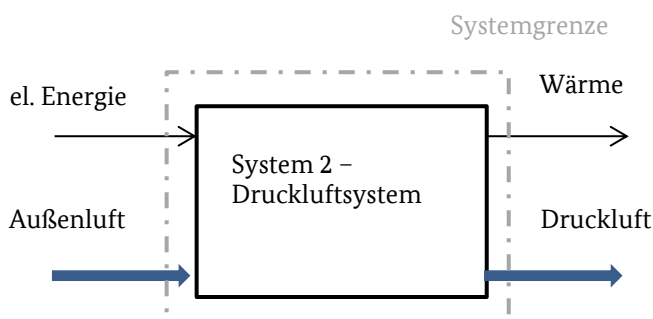 Systemgrenze
el. Energie
Wärme
System 2 –
Druckluftsystem
Außenluft
Druckluft